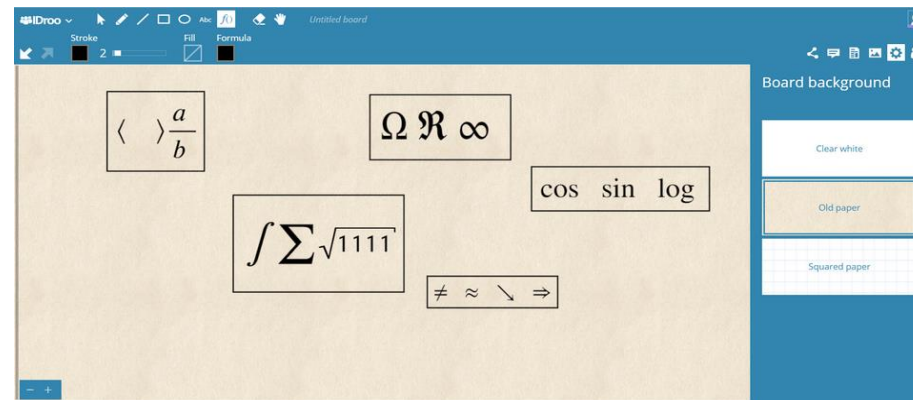 IDroo
Abc f() Untitled board
Stroke Fill Formula
2
Board background
⟨ ⟩ a/b
Ω ℜ ∞
Clear white
cos sin log
Old paper
∫ ∑ √1111
Squared paper
≠ ≈ ↘ ⇒
− +